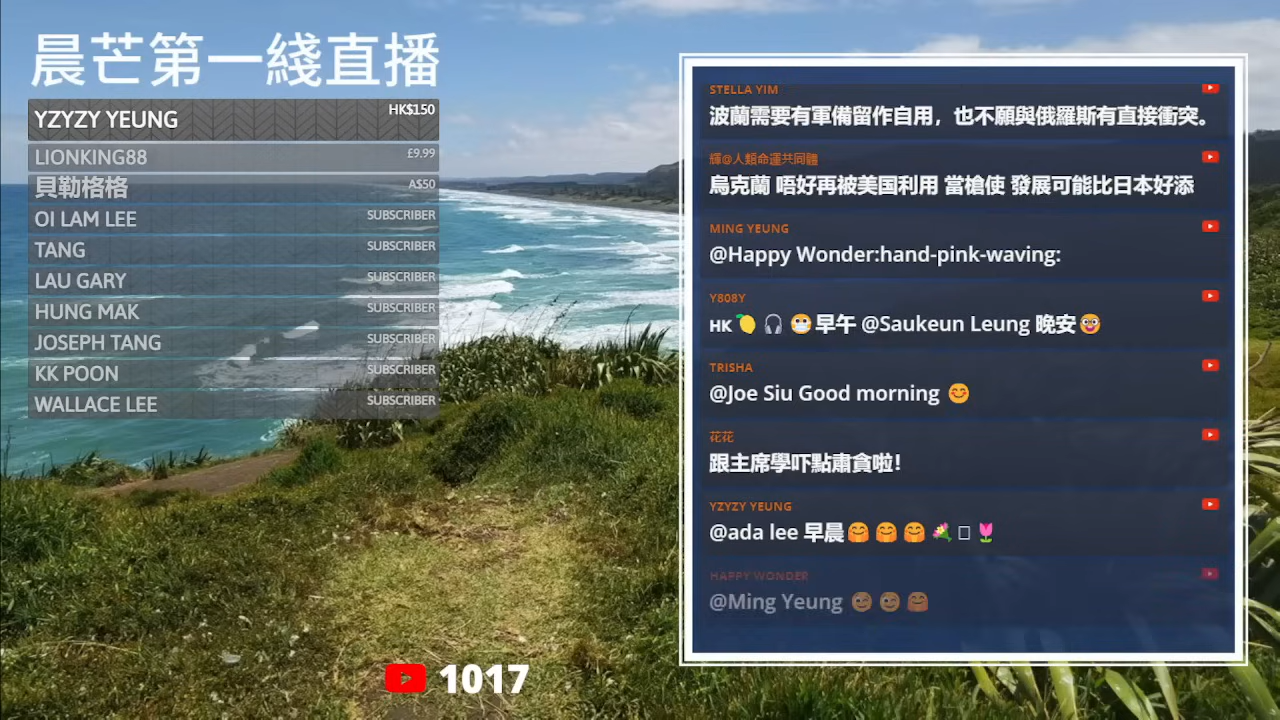 晨芒第一綫直播
YZYZY YEUNG HK$150
LIONKING88 £9.99
貝勒格格 A$50
OI LAM LEE SUBSCRIBER
TANG SUBSCRIBER
LAU GARY SUBSCRIBER
HUNG MAK SUBSCRIBER
JOSEPH TANG SUBSCRIBER
KK POON SUBSCRIBER
WALLACE LEE SUBSCRIBER
STELLA YIM
波蘭需要有軍備留作自用，也不願與俄羅斯有直接衝突。
輝@人類命運共同體
烏克蘭 唔好再被美国利用 當槍使 發展可能比日本好添
MING YEUNG
@Happy Wonder:hand-pink-waving:
Y808Y
HK🍋 🎧 😷早午 @Saukeun Leung 晚安🤓
TRISHA
@Joe Siu Good morning 😊
花花
跟主席學吓點肅貪啦！
YZYZY YEUNG
@ada lee 早晨🤗 🤗 🤗 💐 🌷
HAPPY WONDER
@Ming Yeung 😊 😊 🤗
1017